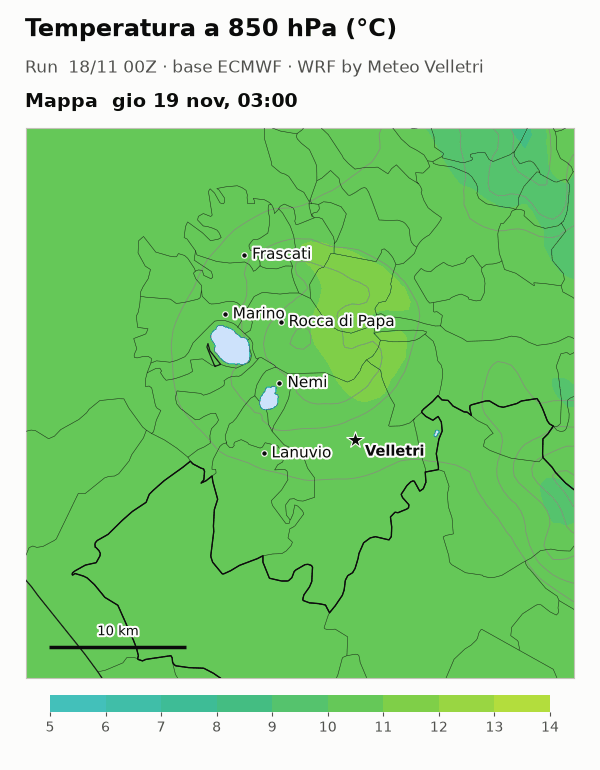 Temperatura a 850 hPa (°C)
Run  18/11 00Z · base ECMWF · WRF by Meteo Velletri
Mappa  gio 19 nov, 03:00
Frascati
Marino
Rocca di Papa
Nemi
Velletri
Lanuvio
10 km
5 6 7 8 9 10 11 12 13 14